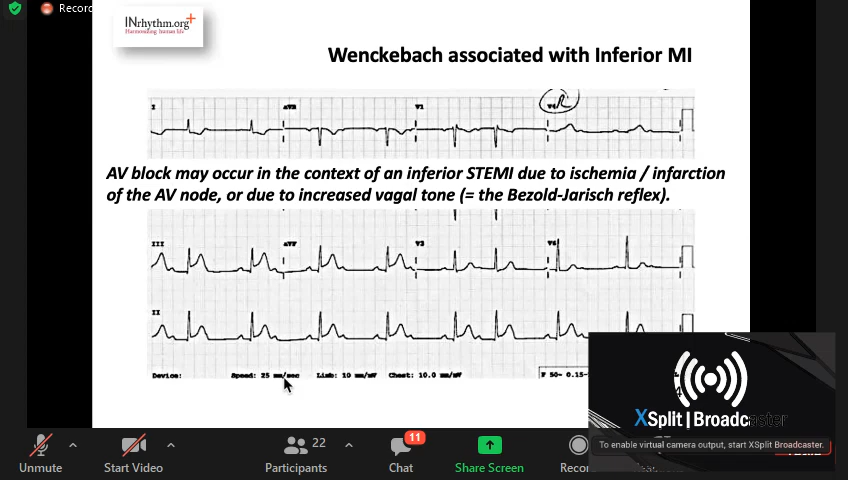 Recor
INrhythm.org
Harmonising human life
Wenckebach associated with Inferior MI
I aVR V1 V4 R
AV block may occur in the context of an inferior STEMI due to ischemia / infarction
of the AV node, or due to increased vagal tone (= the Bezold-Jarisch reflex).
III aVF V3 V6
II
Device: Speed: 25 mm/sec Limb: 10 mm/mV Chest: 10.0 mm/mV F 50~ 0.15-
XSplit | Broadcaster
To enable virtual camera output, start XSplit Broadcaster.
22 11
Unmute Start Video Participants Chat Share Screen Recor